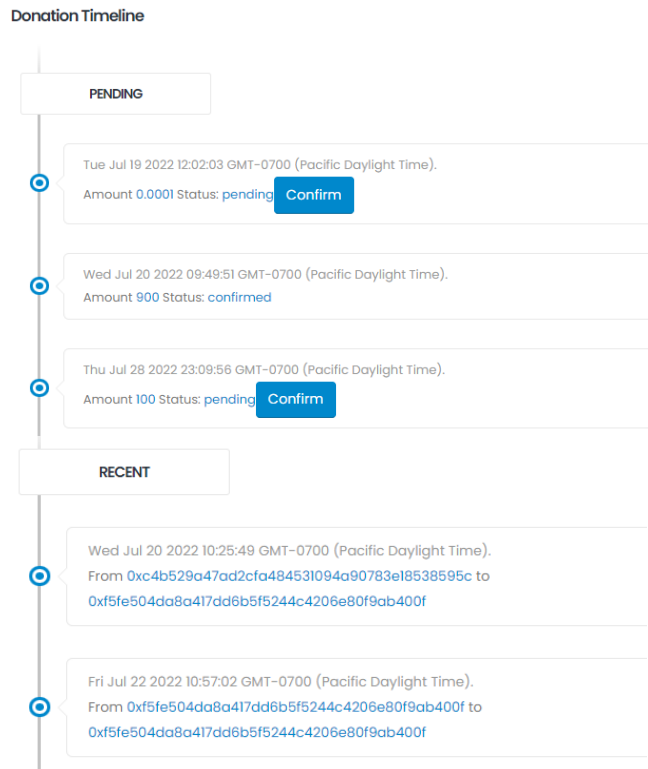 Donation Timeline
PENDING
Tue Jul 19 2022 12:02:03 GMT-0700 (Pacific Daylight Time).
Amount 0.0001 Status: pending Confirm
Wed Jul 20 2022 09:49:51 GMT-0700 (Pacific Daylight Time).
Amount 900 Status: confirmed
Thu Jul 28 2022 23:09:56 GMT-0700 (Pacific Daylight Time).
Amount 100 Status: pending Confirm
RECENT
Wed Jul 20 2022 10:25:49 GMT-0700 (Pacific Daylight Time).
From 0xc4b529a47ad2cfa484531094a90783e18538595c to
0xf5fe504da8a417dd6b5f5244c4206e80f9ab400f
Fri Jul 22 2022 10:57:02 GMT-0700 (Pacific Daylight Time).
From 0xf5fe504da8a417dd6b5f5244c4206e80f9ab400f to
0xf5fe504da8a417dd6b5f5244c4206e80f9ab400f